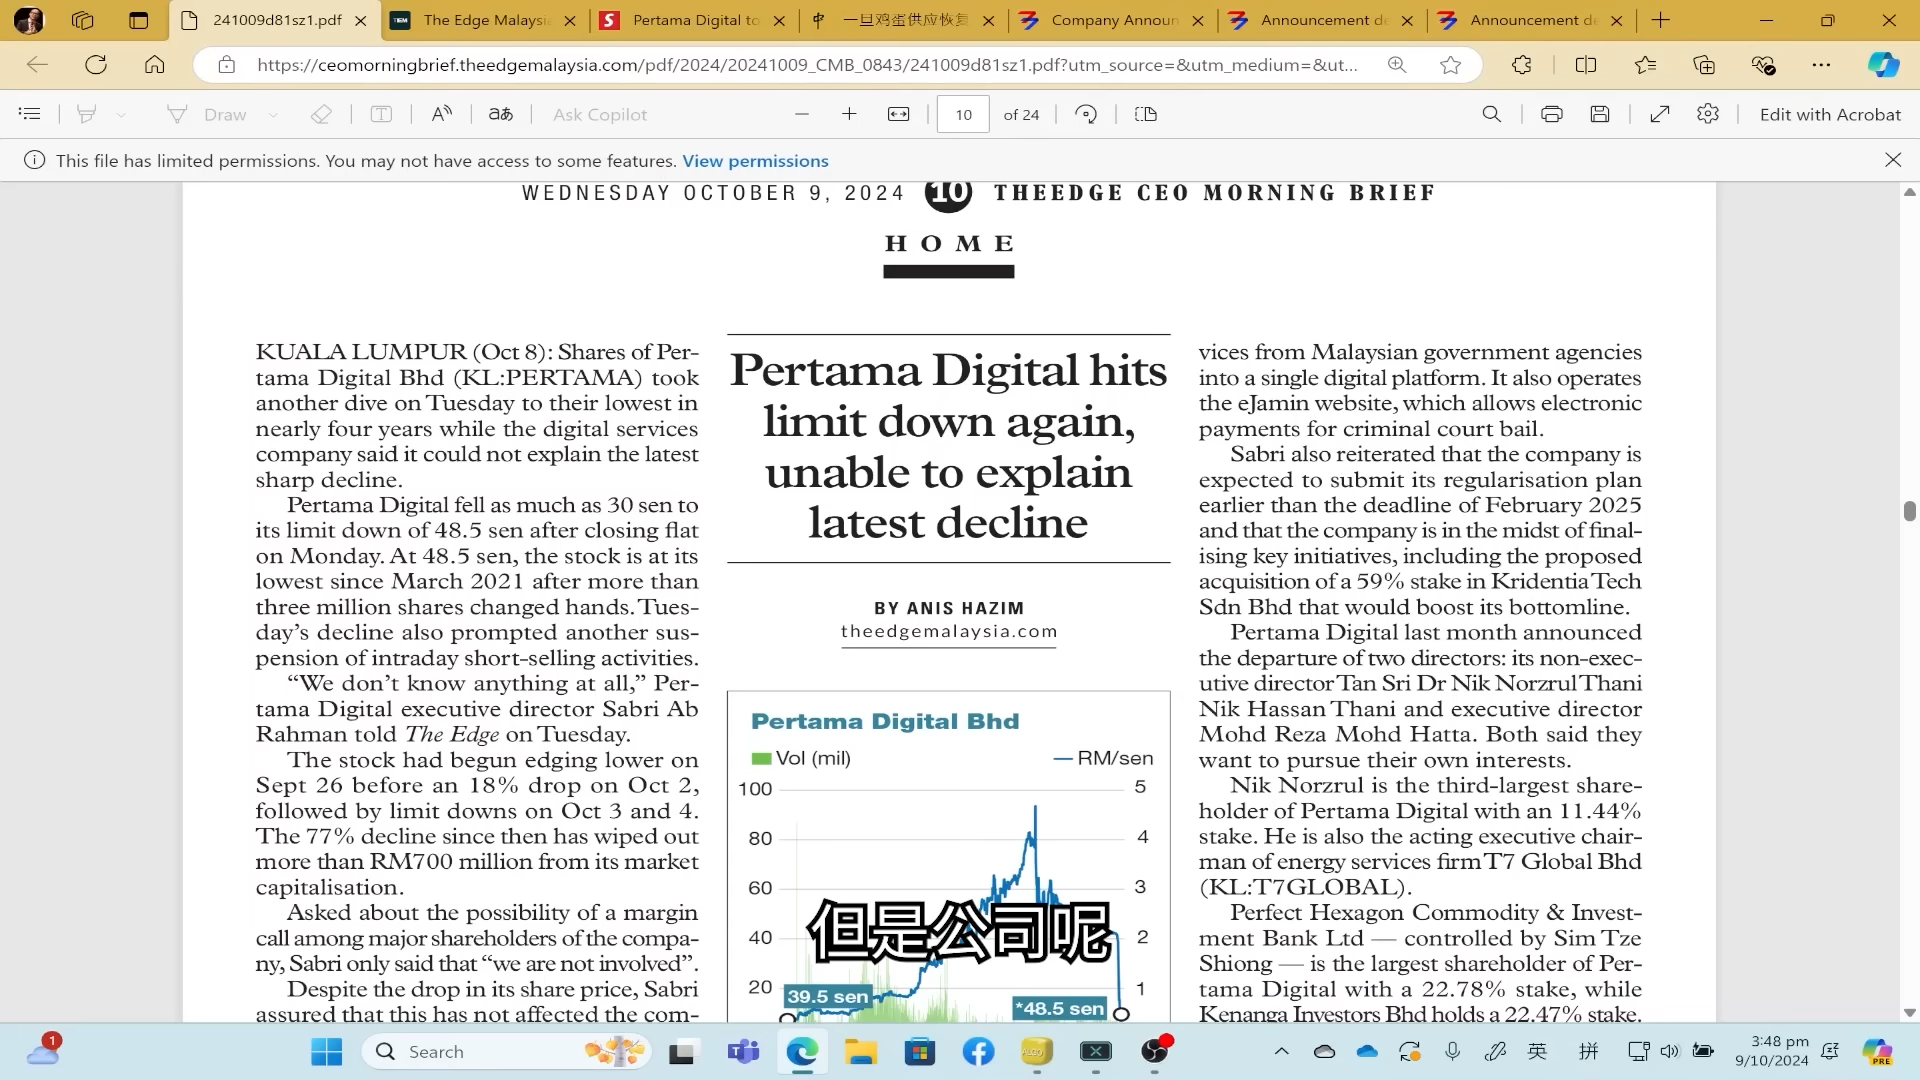 241009d81sz1.pdf
The Edge Malaysi
Pertama Digital to
一旦鸡蛋供应恢复
Company Announ
Announcement de
Announcement de
https://ceomorningbrief.theedgemalaysia.com/pdf/2024/20241009_CMB_0843/241009d81sz1.pdf?utm_source=&utm_medium=&ut...
Draw
Ask Copilot
10 of 24
Edit with Acrobat
This file has limited permissions. You may not have access to some features. View permissions
WEDNESDAY OCTOBER 9, 2024 10 THEEDGE CEO MORNING BRIEF
HOME
KUALA LUMPUR (Oct 8): Shares of Per-
tama Digital Bhd (KL:PERTAMA) took
another dive on Tuesday to their lowest in
nearly four years while the digital services
company said it could not explain the latest
sharp decline.
Pertama Digital fell as much as 30 sen to
its limit down of 48.5 sen after closing flat
on Monday. At 48.5 sen, the stock is at its
lowest since March 2021 after more than
three million shares changed hands. Tues-
day's decline also prompted another sus-
pension of intraday short-selling activities.
“We don't know anything at all,” Per-
tama Digital executive director Sabri Ab
Rahman told The Edge on Tuesday.
The stock had begun edging lower on
Sept 26 before an 18% drop on Oct 2,
followed by limit downs on Oct 3 and 4.
The 77% decline since then has wiped out
more than RM700 million from its market
capitalisation.
Asked about the possibility of a margin
call among major shareholders of the compa-
ny, Sabri only said that “we are not involved”.
Despite the drop in its share price, Sabri
assured that this has not affected the com-
Pertama Digital hits
limit down again,
unable to explain
latest decline
BY ANIS HAZIM
theedgemalaysia.com
Pertama Digital Bhd
Vol (mil)
RM/sen
100
5
80
4
60
3
40
2
20
1
39.5 sen
*48.5 sen
但是公司呢
vices from Malaysian government agencies
into a single digital platform. It also operates
the eJamin website, which allows electronic
payments for criminal court bail.
Sabri also reiterated that the company is
expected to submit its regularisation plan
earlier than the deadline of February 2025
and that the company is in the midst of final-
ising key initiatives, including the proposed
acquisition of a 59% stake in Kridentia Tech
Sdn Bhd that would boost its bottomline.
Pertama Digital last month announced
the departure of two directors: its non-exec-
utive director Tan Sri Dr Nik Norzrul Thani
Nik Hassan Thani and executive director
Mohd Reza Mohd Hatta. Both said they
want to pursue their own interests.
Nik Norzrul is the third-largest share-
holder of Pertama Digital with an 11.44%
stake. He is also the acting executive chair-
man of energy services firm T7 Global Bhd
(KL:T7GLOBAL).
Perfect Hexagon Commodity & Invest-
ment Bank Ltd — controlled by Sim Tze
Shiong — is the largest shareholder of Per-
tama Digital with a 22.78% stake, while
Kenanga Investors Bhd holds a 22.47% stake.
1
Search
英
拼
3:48 pm
9/10/2024
PRE